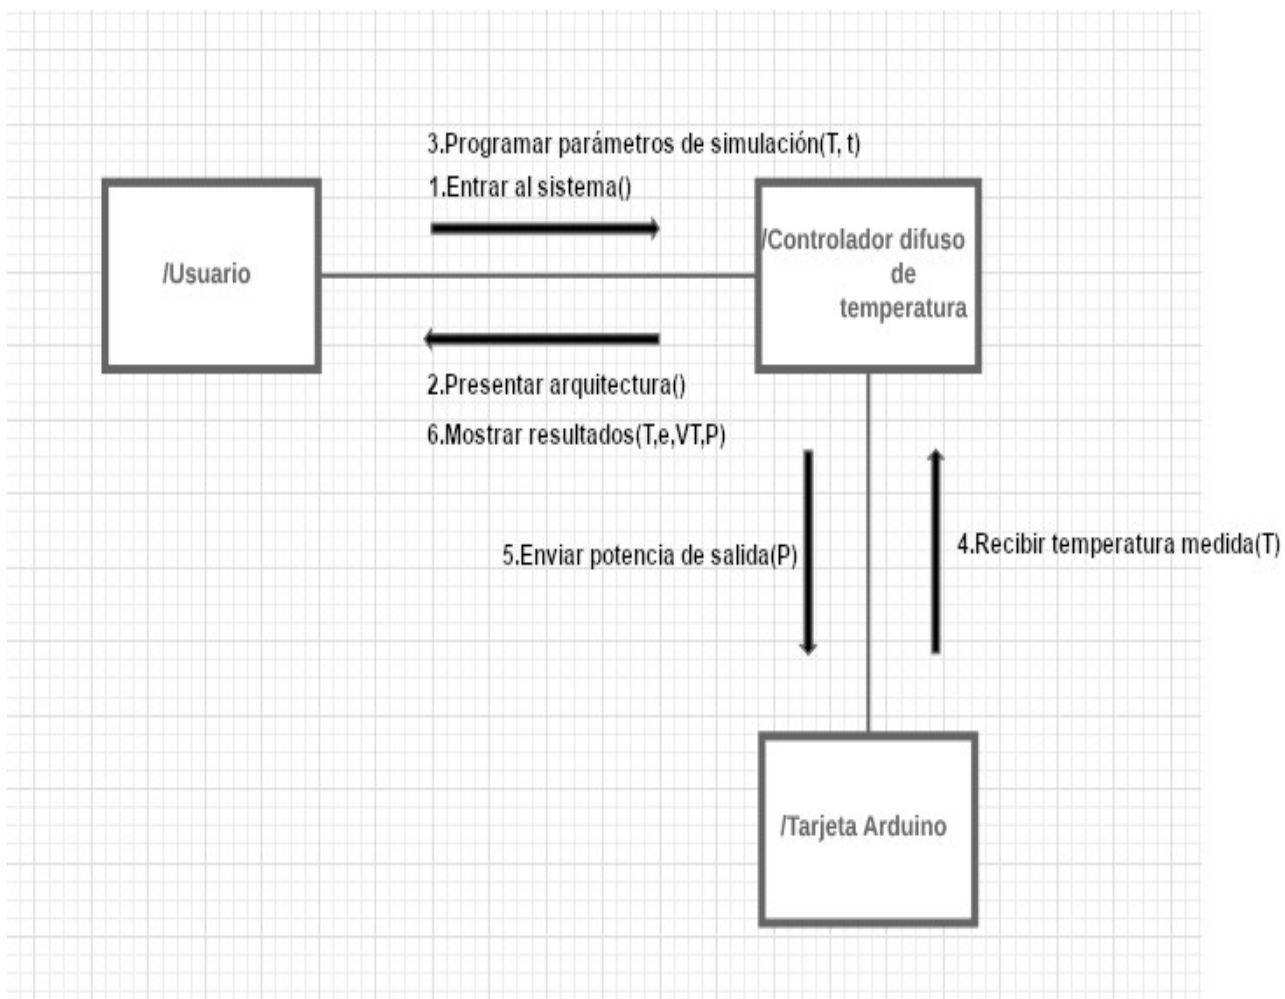 3.Programar parámetros de simulación(T, t)
1.Entrar al sistema()
/Usuario
/Controlador difuso
de
temperatura
2.Presentar arquitectura()
6.Mostrar resultados(T,e,VT,P)
5.Enviar potencia de salida(P)
4.Recibir temperatura medida(T)
/Tarjeta Arduino